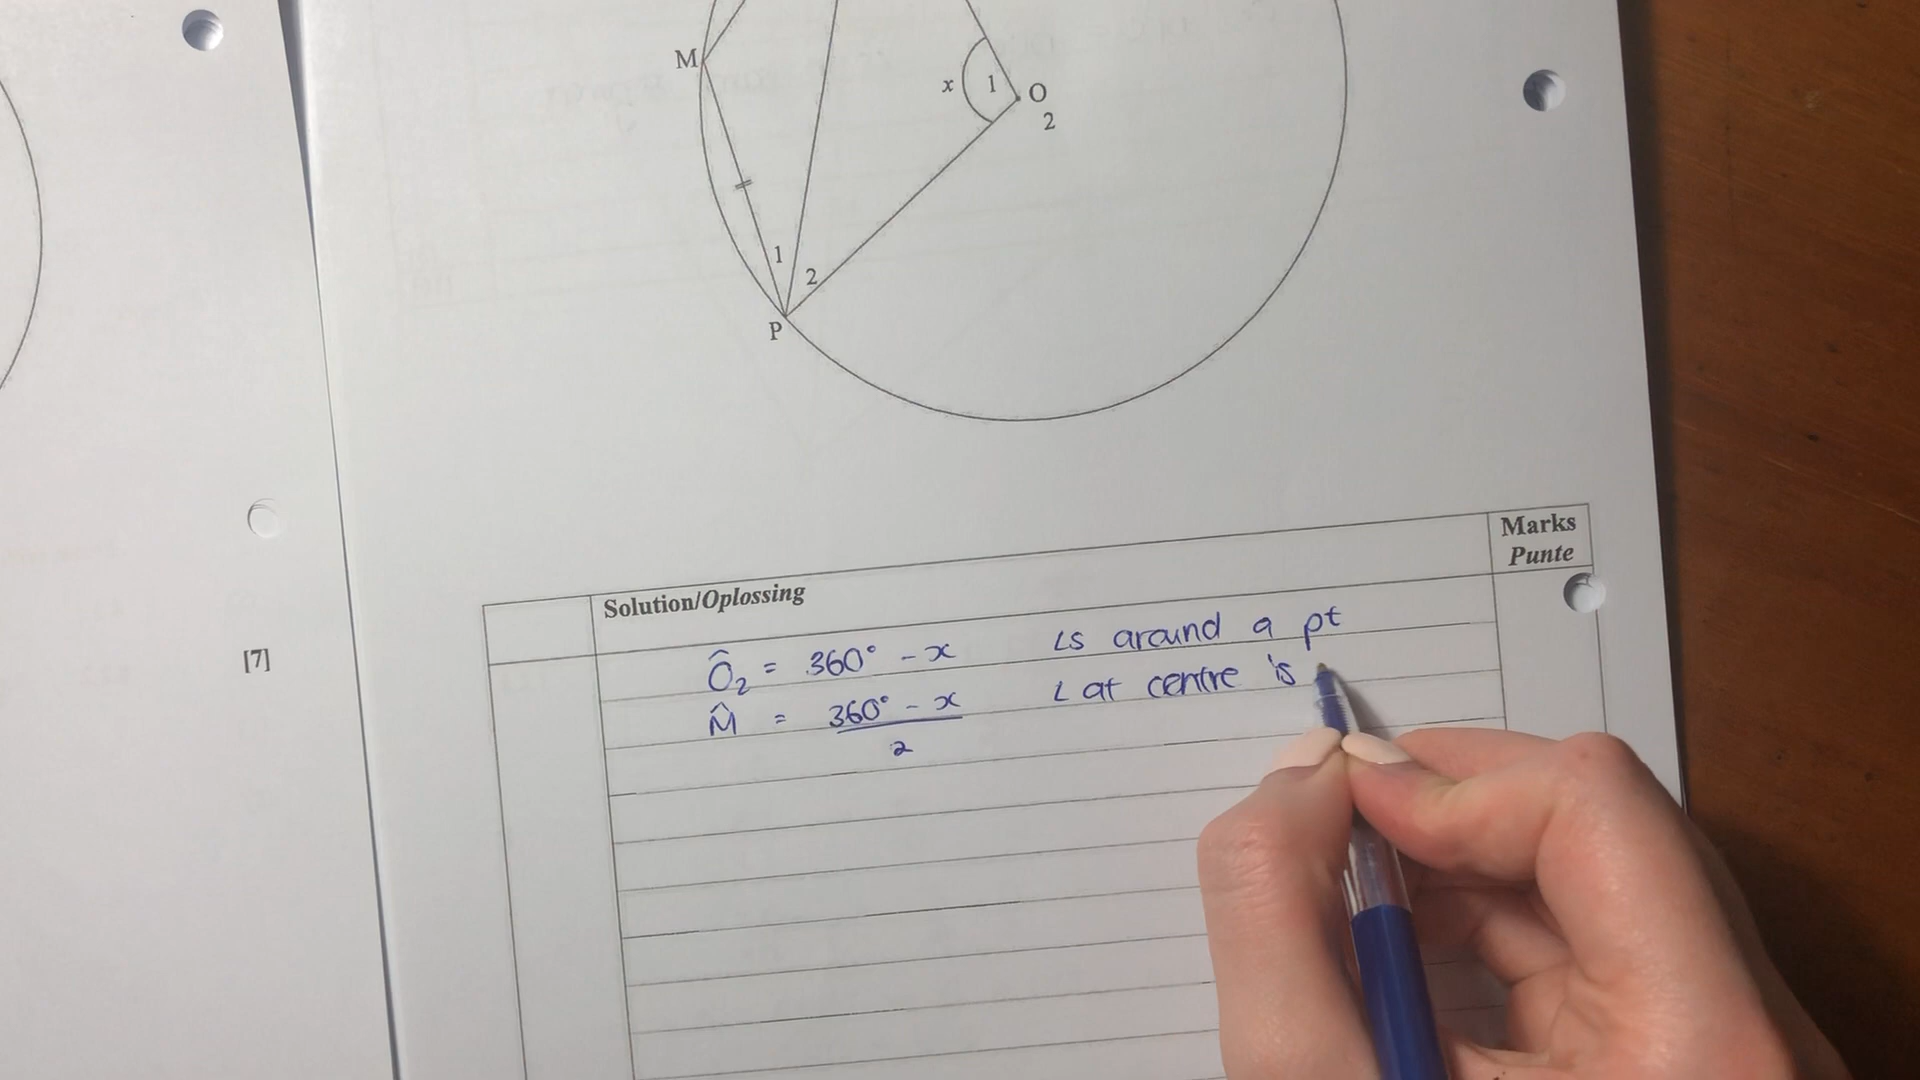 M
x
1
O
2
1
2
P
Marks
Punte
Solution/Oplossing
[7]
Ô₂ = 360° - x ∠s around a pt
M̂ = 360° - x ∠ at centre is
2